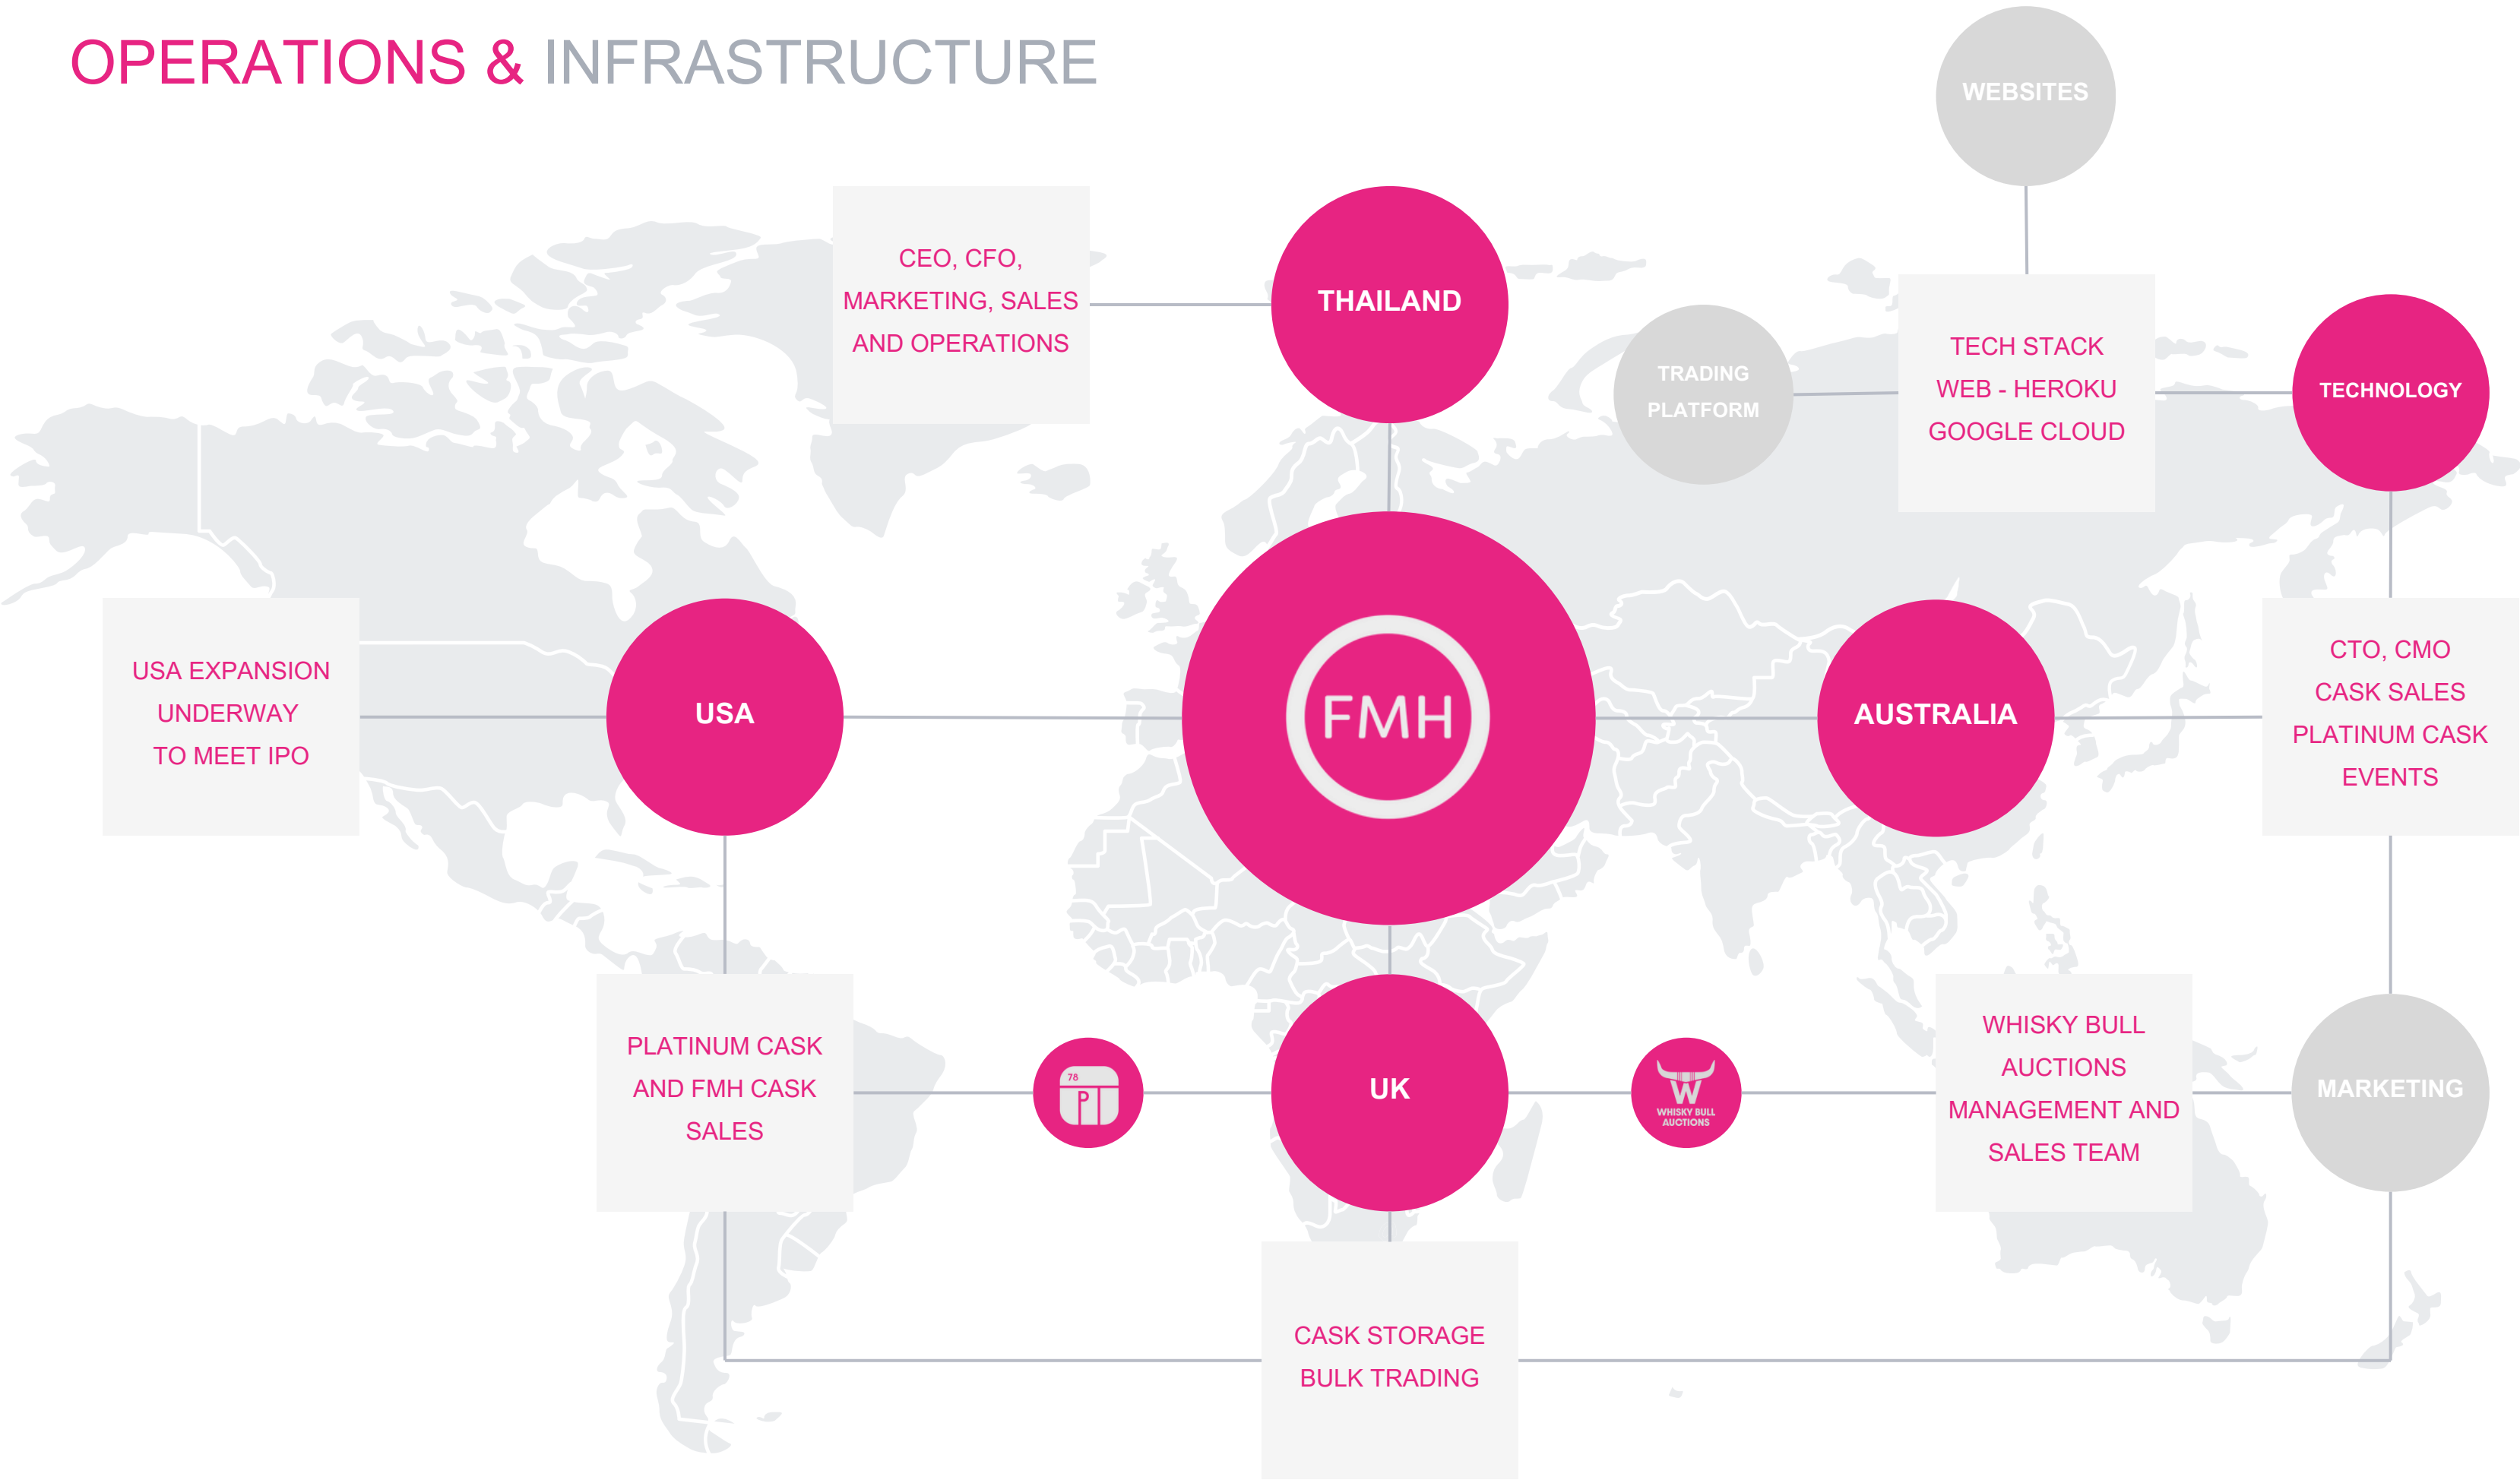 OPERATIONS & INFRASTRUCTURE
WEBSITES
CEO, CFO,
MARKETING, SALES
AND OPERATIONS
THAILAND
TRADING
PLATFORM
TECH STACK
WEB - HEROKU
GOOGLE CLOUD
TECHNOLOGY
USA EXPANSION
UNDERWAY
TO MEET IPO
USA
FMH
AUSTRALIA
CTO, CMO
CASK SALES
PLATINUM CASK
EVENTS
PLATINUM CASK
AND FMH CASK
SALES
78
PT
UK
W
WHISKY BULL
AUCTIONS
WHISKY BULL
AUCTIONS
MANAGEMENT AND
SALES TEAM
MARKETING
CASK STORAGE
BULK TRADING